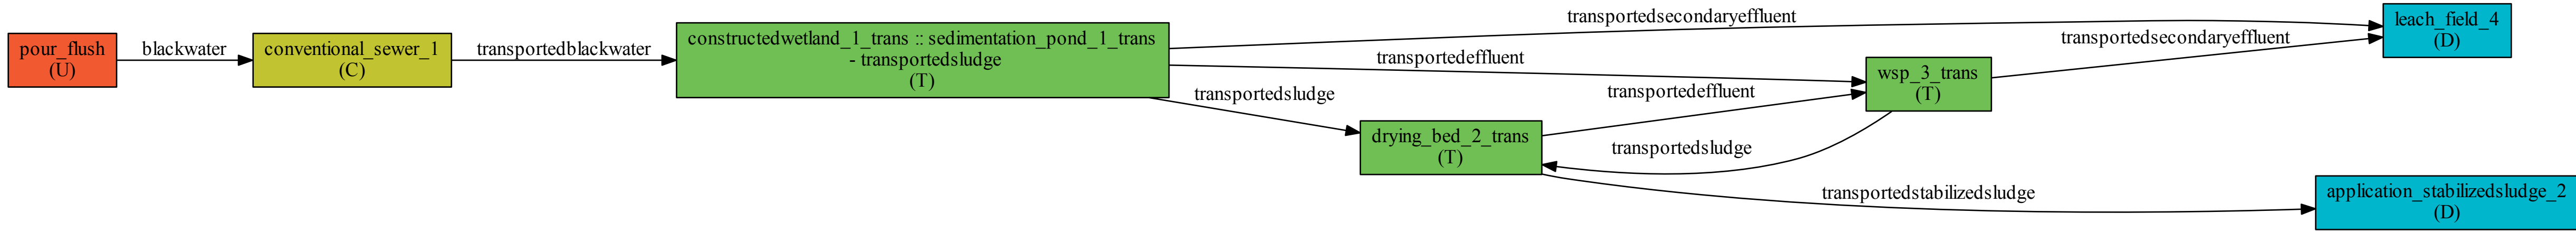 pour_flush
(U)
blackwater
conventional_sewer_1
(C)
transportedblackwater
constructedwetland_1_trans :: sedimentation_pond_1_trans
- transportedsludge
(T)
transportedsecondaryeffluent
transportedeffluent
transportedsludge
drying_bed_2_trans
(T)
transportedeffluent
transportedsludge
wsp_3_trans
(T)
transportedsecondaryeffluent
transportedstabilizedsludge
leach_field_4
(D)
application_stabilizedsludge_2
(D)